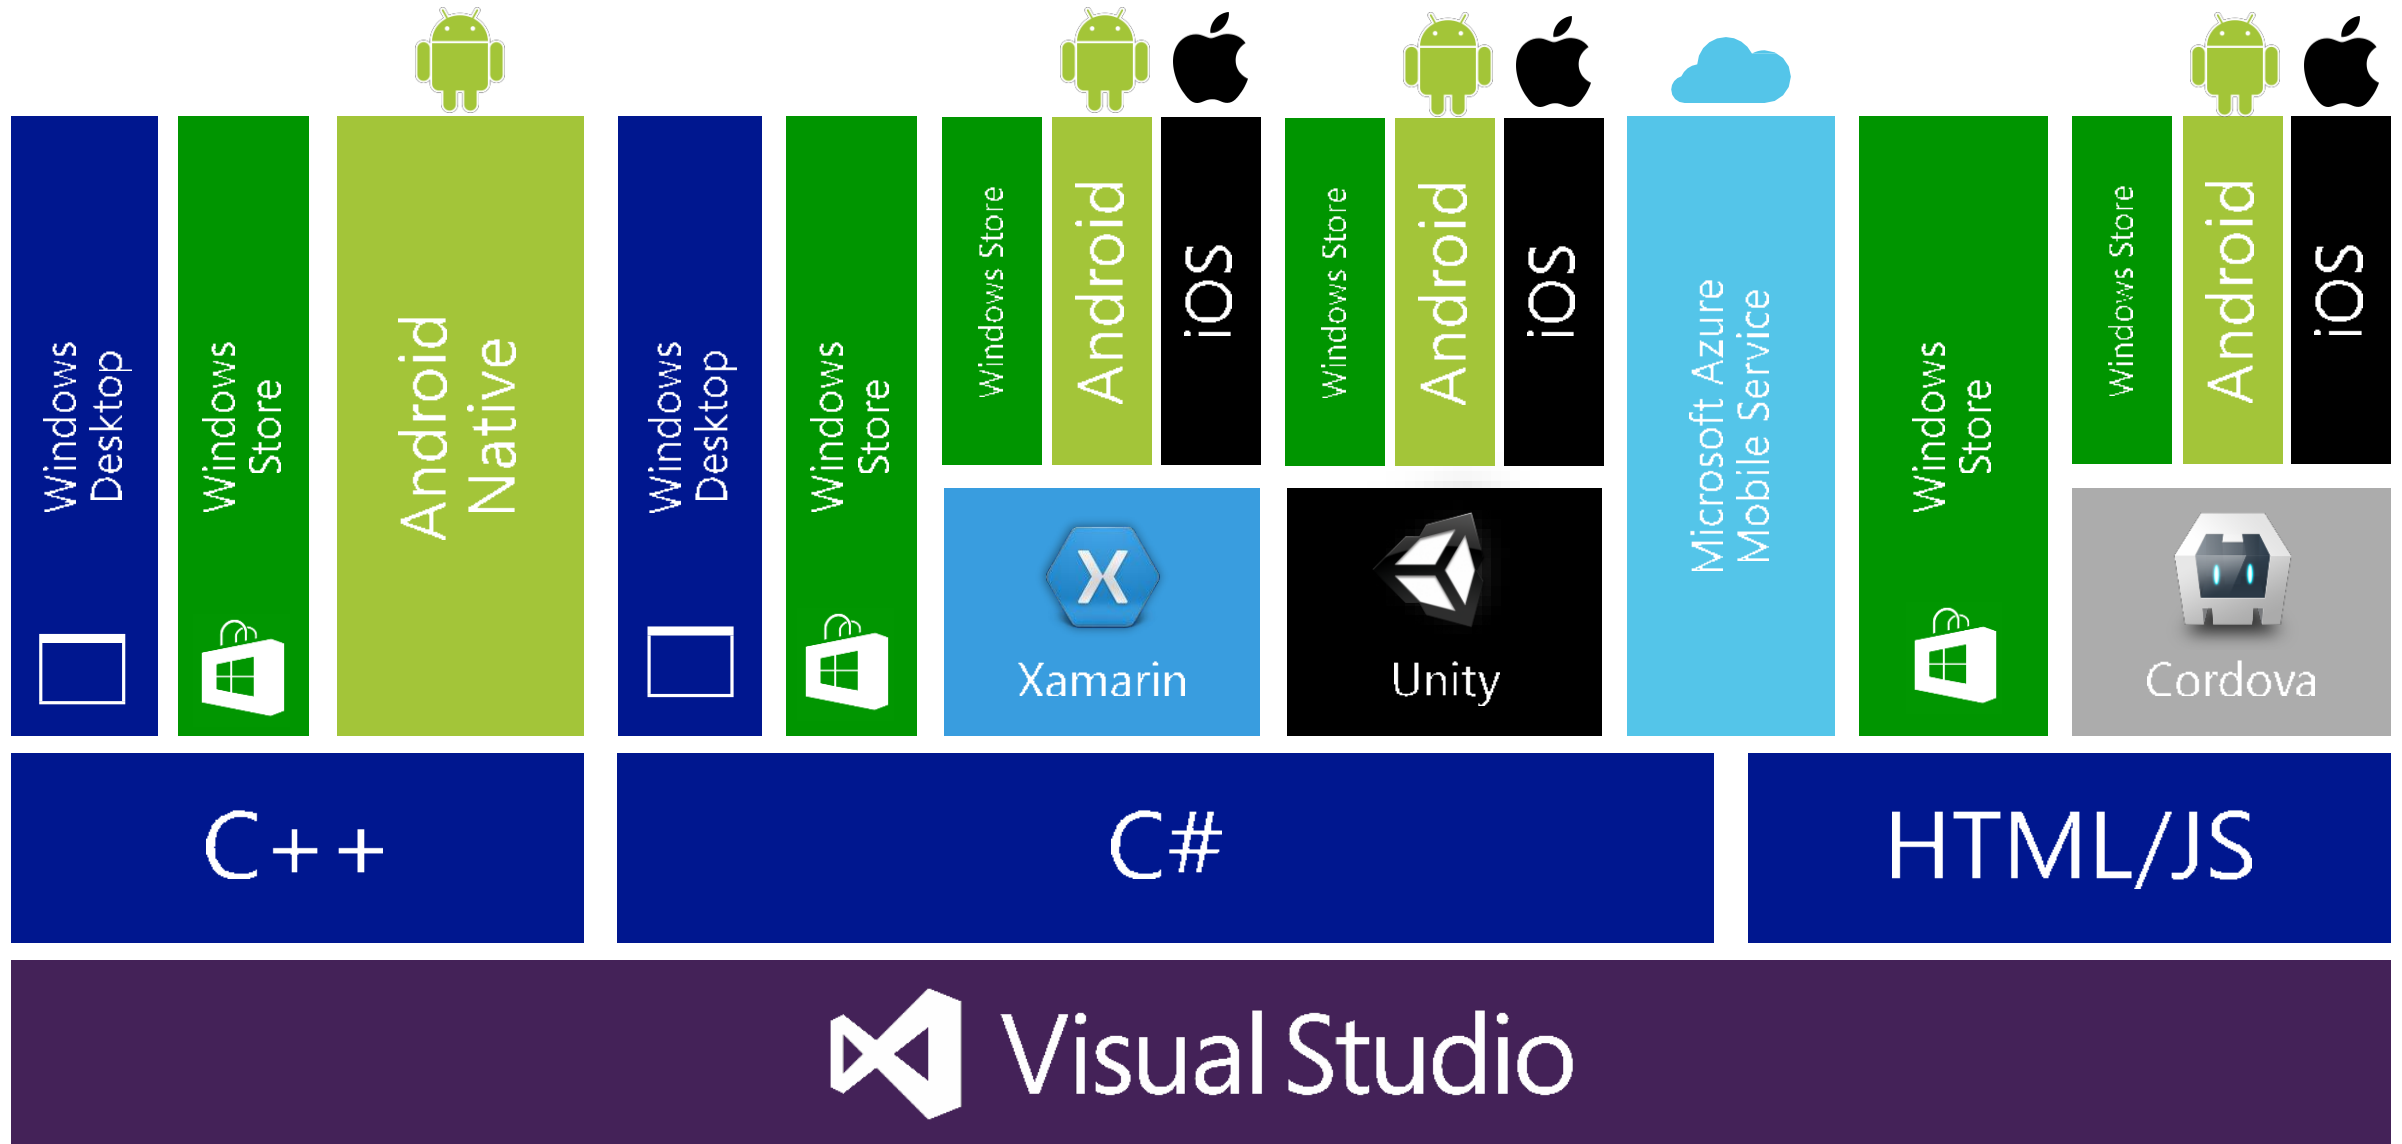 Windows
Desktop
Windows
Store
Android
Native
Windows
Desktop
Windows
Store
Windows Store
Android
iOS
Xamarin
Windows Store
Android
iOS
Unity
Microsoft Azure
Mobile Service
Windows
Store
Windows Store
Android
iOS
Cordova
C++
C#
HTML/JS
Visual Studio